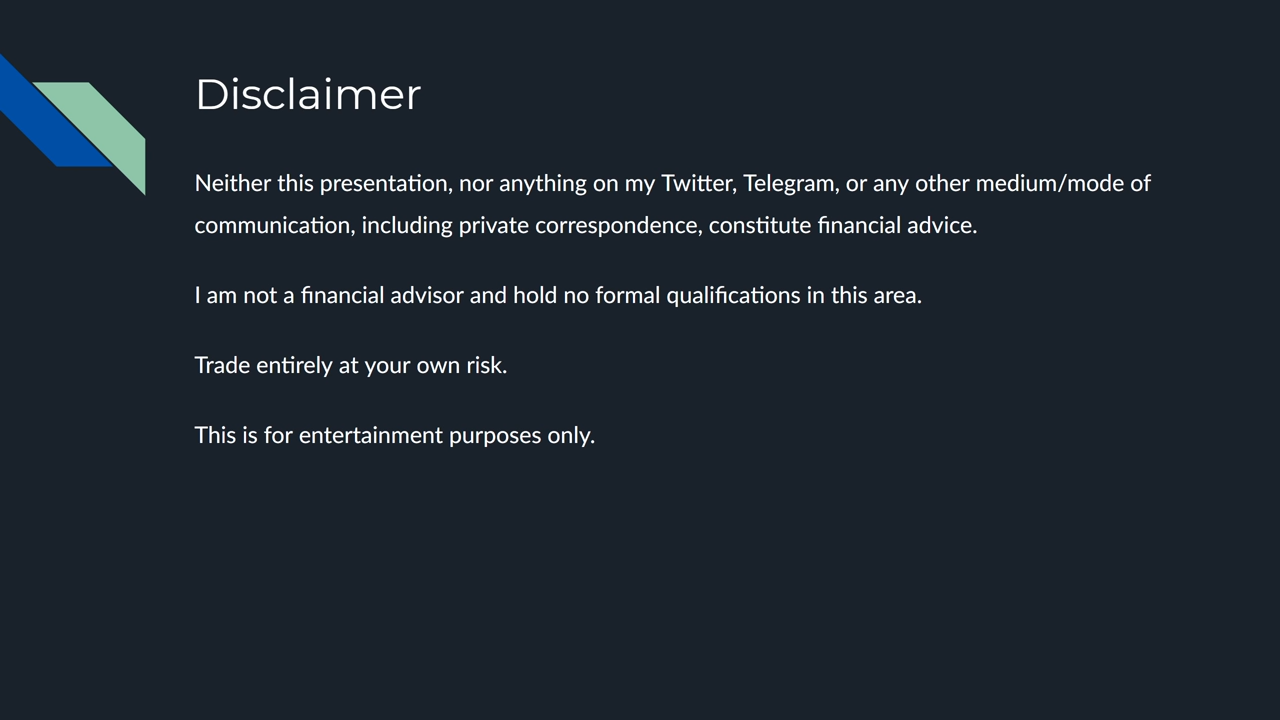 Disclaimer
Neither this presentation, nor anything on my Twitter, Telegram, or any other medium/mode of
communication, including private correspondence, constitute financial advice.
I am not a financial advisor and hold no formal qualifications in this area.
Trade entirely at your own risk.
This is for entertainment purposes only.